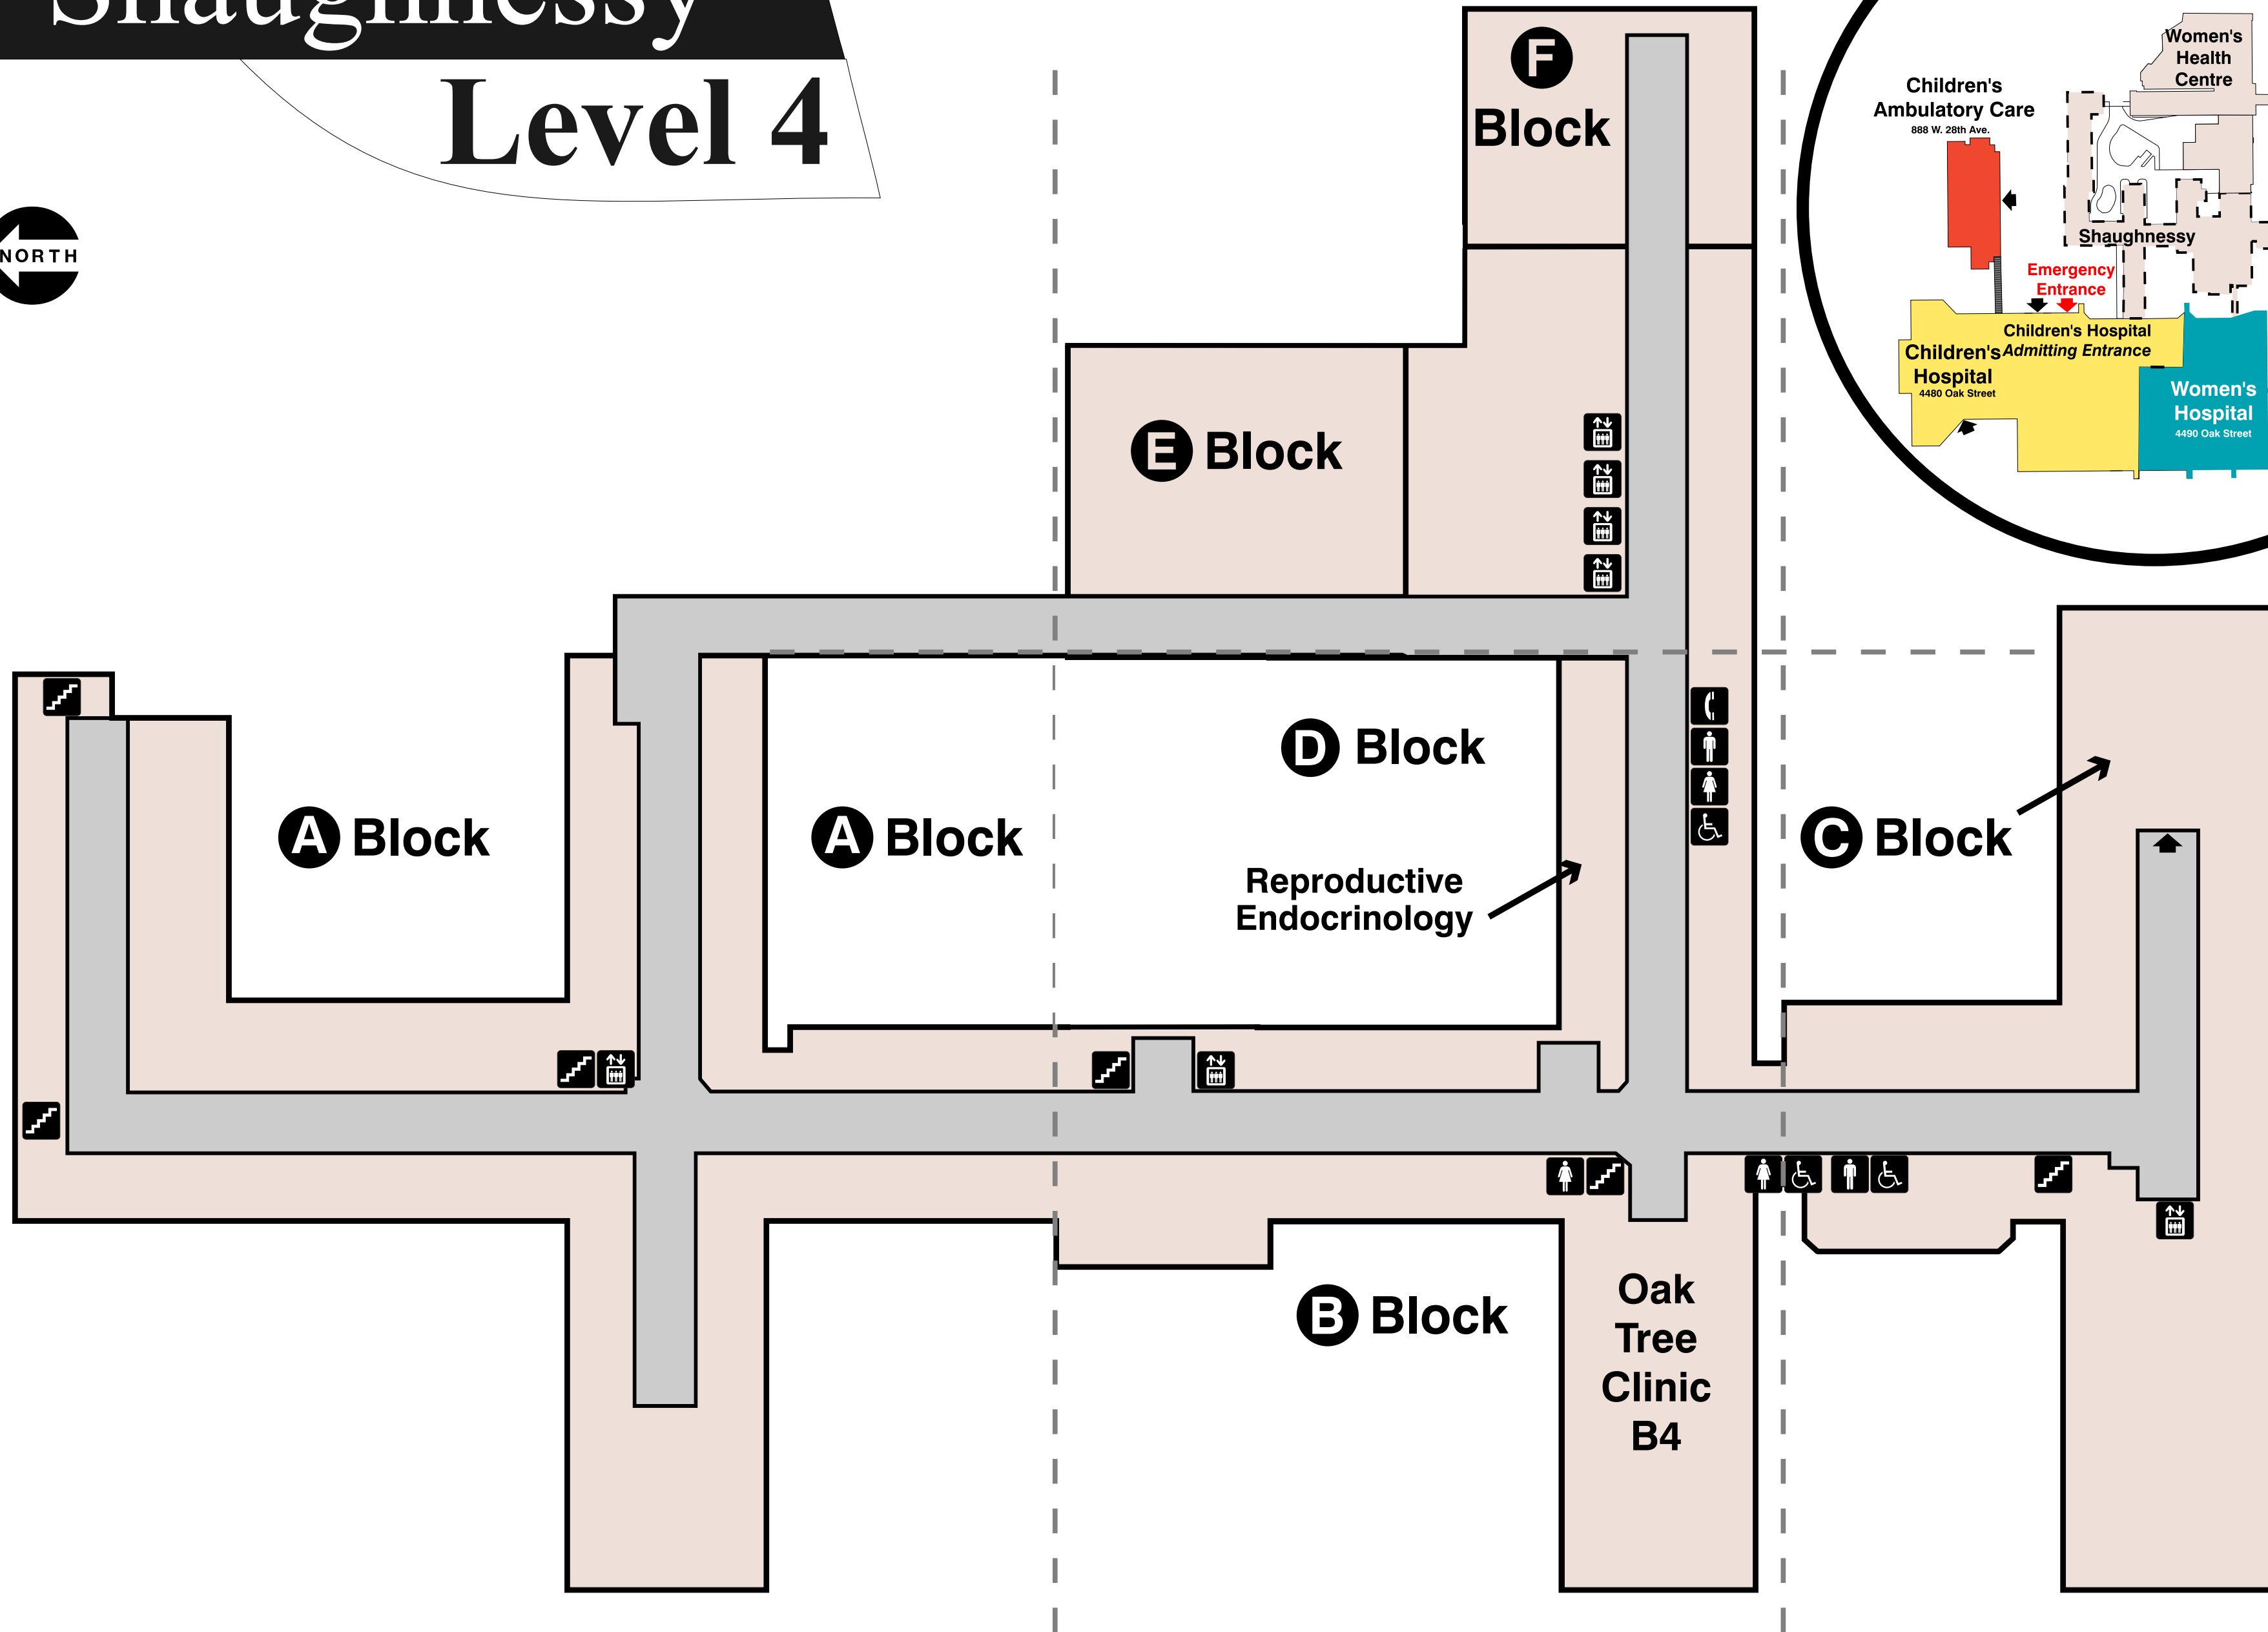 Shaughnessy
Level 4
NORTH
F
Block
E Block
A Block
A Block
D Block
Reproductive
Endocrinology
C Block
B Block
Oak
Tree
Clinic
B4
Women's
Health
Centre
Children's
Ambulatory Care
888 W. 28th Ave.
Shaughnessy
Emergency
Entrance
Children's Hospital
Admitting Entrance
Children's
Hospital
4480 Oak Street
Women's
Hospital
4490 Oak Street